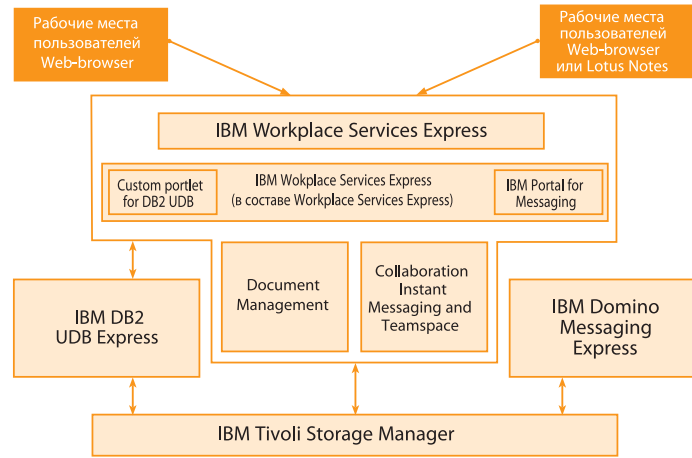 Рабочие места
пользователей
Web-browser
Рабочие места
пользователей
Web-browser
или Lotus Notes
IBM Workplace Services Express
Custom portlet
for DB2 UDB
IBM Wokplace Services Express
(в составе Workplace Services Express)
IBM Portal for
Messaging
Document
Management
Collaboration
Instant
Messaging and
Teamspace
IBM DB2
UDB Express
IBM Domino
Messaging
Express
IBM Tivoli Storage Manager